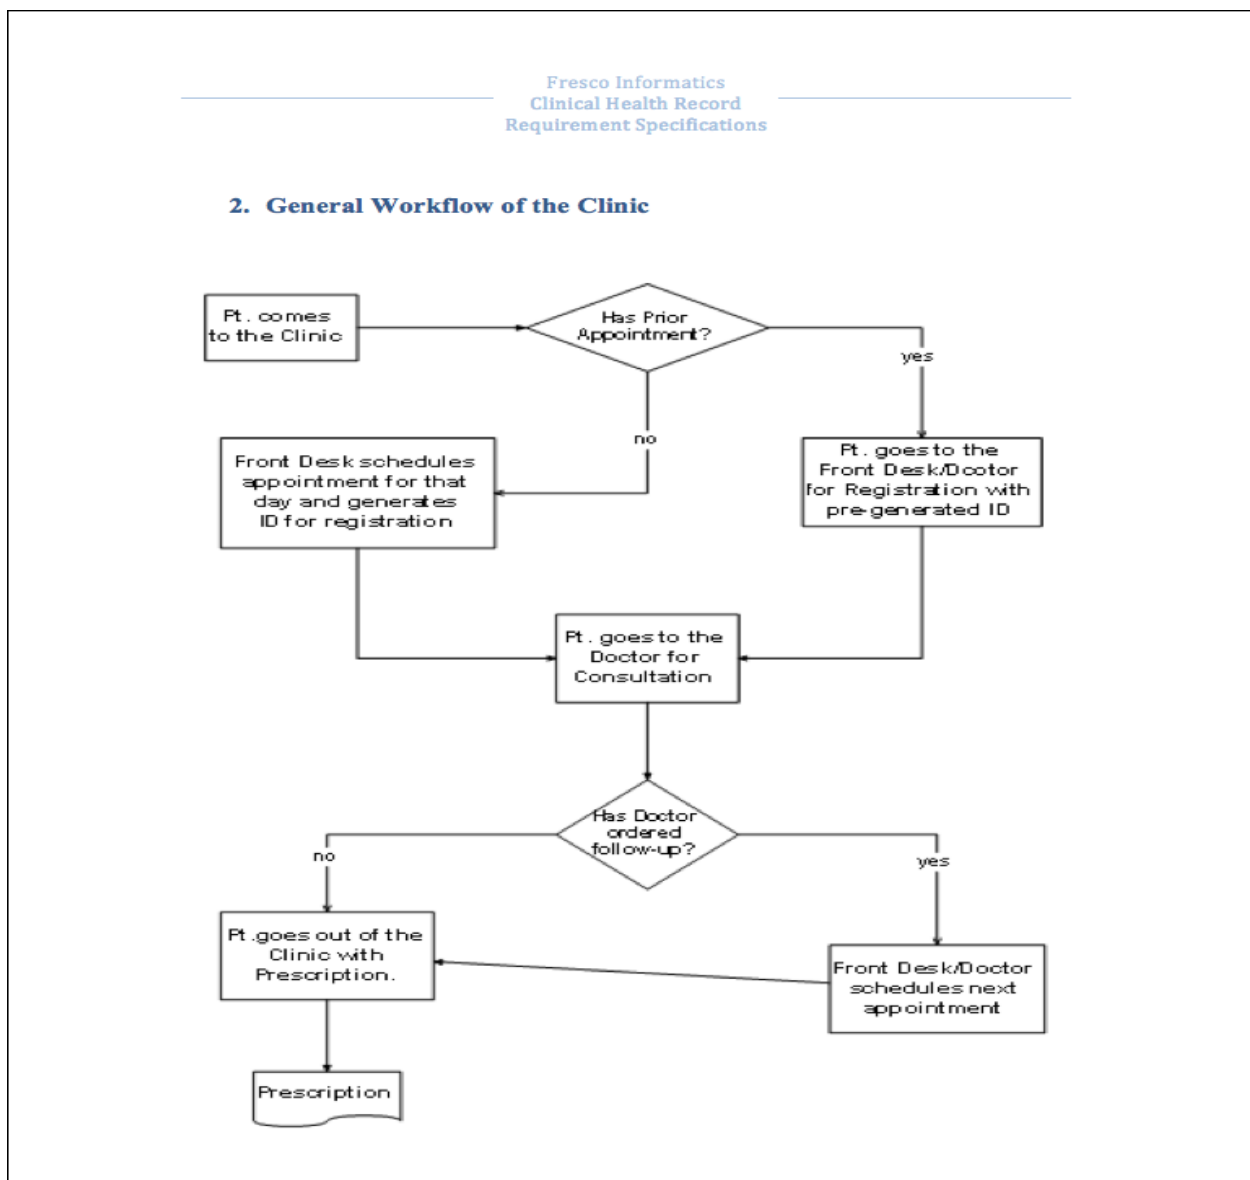 Fresco Informatics
Clinical Health Record
Requirement Specifications
2. General Workflow of the Clinic
Pt. comes
to the Clinic
Has Prior
Appointment?
yes
no
Front Desk schedules
appointment for that
day and generates
ID for registration
Pt. goes to the
Front Desk/Dcotor
for Registration with
pre-generated ID
Pt. goes to the
Doctor for
Consultation
Has Doctor
ordered
follow-up?
no
yes
Pt.goes out of the
Clinic with
Prescription.
Front Desk/Doctor
schedules next
appointment
Prescription